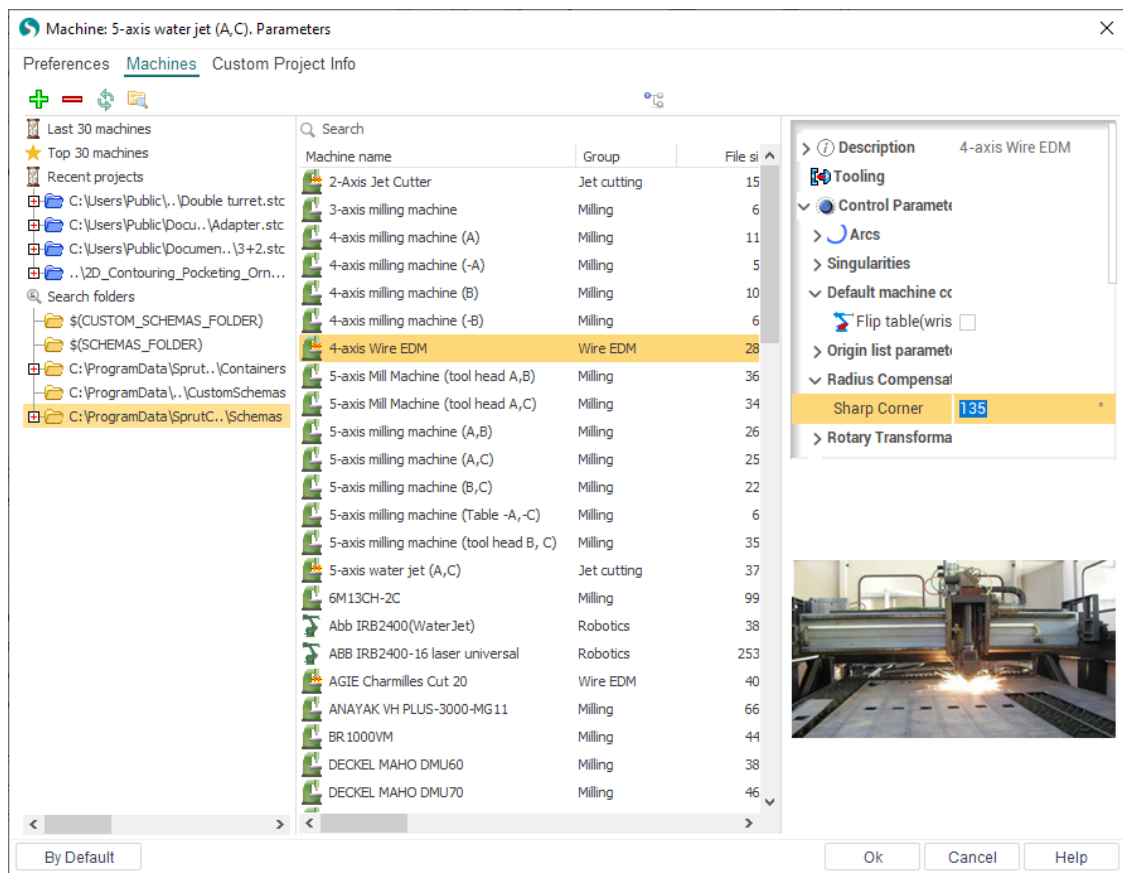 Machine: 5-axis water jet (A,C). Parameters
Preferences Machines Custom Project Info
Last 30 machines
Top 30 machines
Recent projects
C:\Users\Public\..\Double turret.stc
C:\Users\Public\Docu..\Adapter.stc
C:\Users\Public\Documen..\3+2.stc
..\2D_Contouring_Pocketing_Orn...
Search folders
$(CUSTOM_SCHEMAS_FOLDER)
$(SCHEMAS_FOLDER)
C:\ProgramData\Sprut..\Containers
C:\ProgramData\..\CustomSchemas
C:\ProgramData\SprutC..\Schemas
Search
Machine name Group File si
2-Axis Jet Cutter Jet cutting 15
3-axis milling machine Milling 6
4-axis milling machine (A) Milling 11
4-axis milling machine (-A) Milling 5
4-axis milling machine (B) Milling 10
4-axis milling machine (-B) Milling 6
4-axis Wire EDM Wire EDM 28
5-axis Mill Machine (tool head A,B) Milling 36
5-axis Mill Machine (tool head A,C) Milling 34
5-axis milling machine (A,B) Milling 26
5-axis milling machine (A,C) Milling 25
5-axis milling machine (B,C) Milling 22
5-axis milling machine (Table -A,-C) Milling 6
5-axis milling machine (tool head B, C) Milling 35
5-axis water jet (A,C) Jet cutting 37
6M13CH-2C Milling 99
Abb IRB2400(WaterJet) Robotics 38
ABB IRB2400-16 laser universal Robotics 253
AGIE Charmilles Cut 20 Wire EDM 40
ANAYAK VH PLUS-3000-MG11 Milling 66
BR1000VM Milling 44
DECKEL MAHO DMU60 Milling 38
DECKEL MAHO DMU70 Milling 46
Description 4-axis Wire EDM
Tooling
Control Paramete
Arcs
Singularities
Default machine cc
Flip table(wris
Origin list paramete
Radius Compensat
Sharp Corner 135 °
Rotary Transforma
By Default Ok Cancel Help